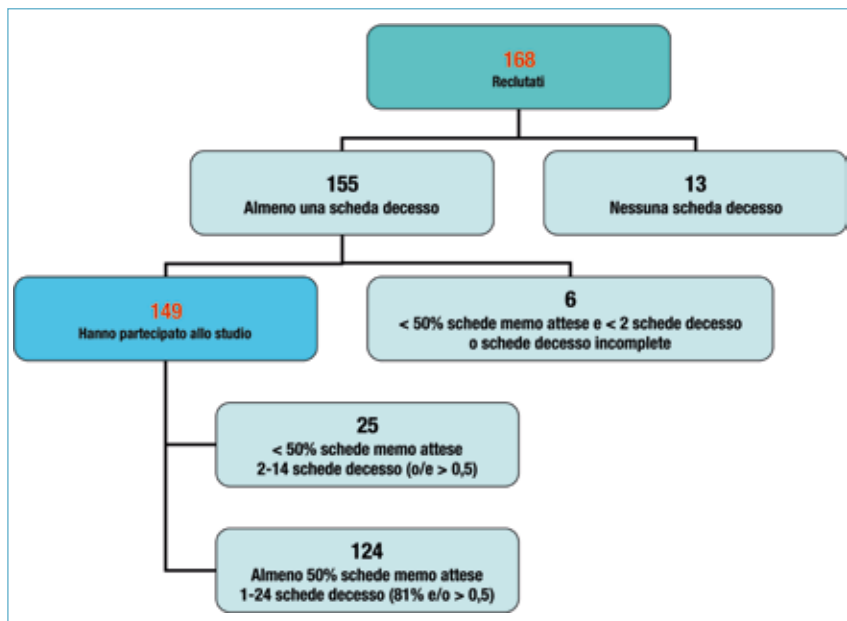 168
Reclutati
155
Almeno una scheda decesso
13
Nessuna scheda decesso
149
Hanno partecipato allo studio
6
< 50% schede memo attese e < 2 schede decesso
o schede decesso incomplete
25
< 50% schede memo attese
2-14 schede decesso (o/e > 0,5)
124
Almeno 50% schede memo attese
1-24 schede decesso (81% e/o > 0,5)